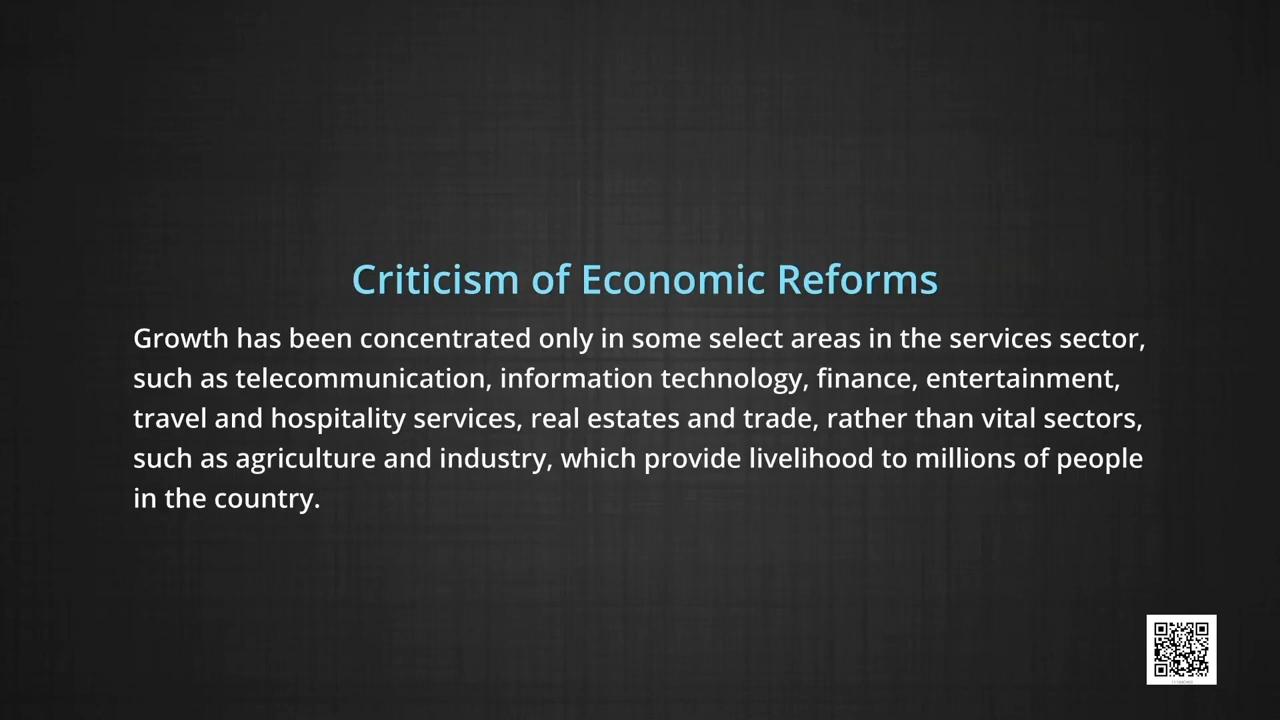 Criticism of Economic Reforms
Growth has been concentrated only in some select areas in the services sector,
such as telecommunication, information technology, finance, entertainment,
travel and hospitality services, real estates and trade, rather than vital sectors,
such as agriculture and industry, which provide livelihood to millions of people
in the country.